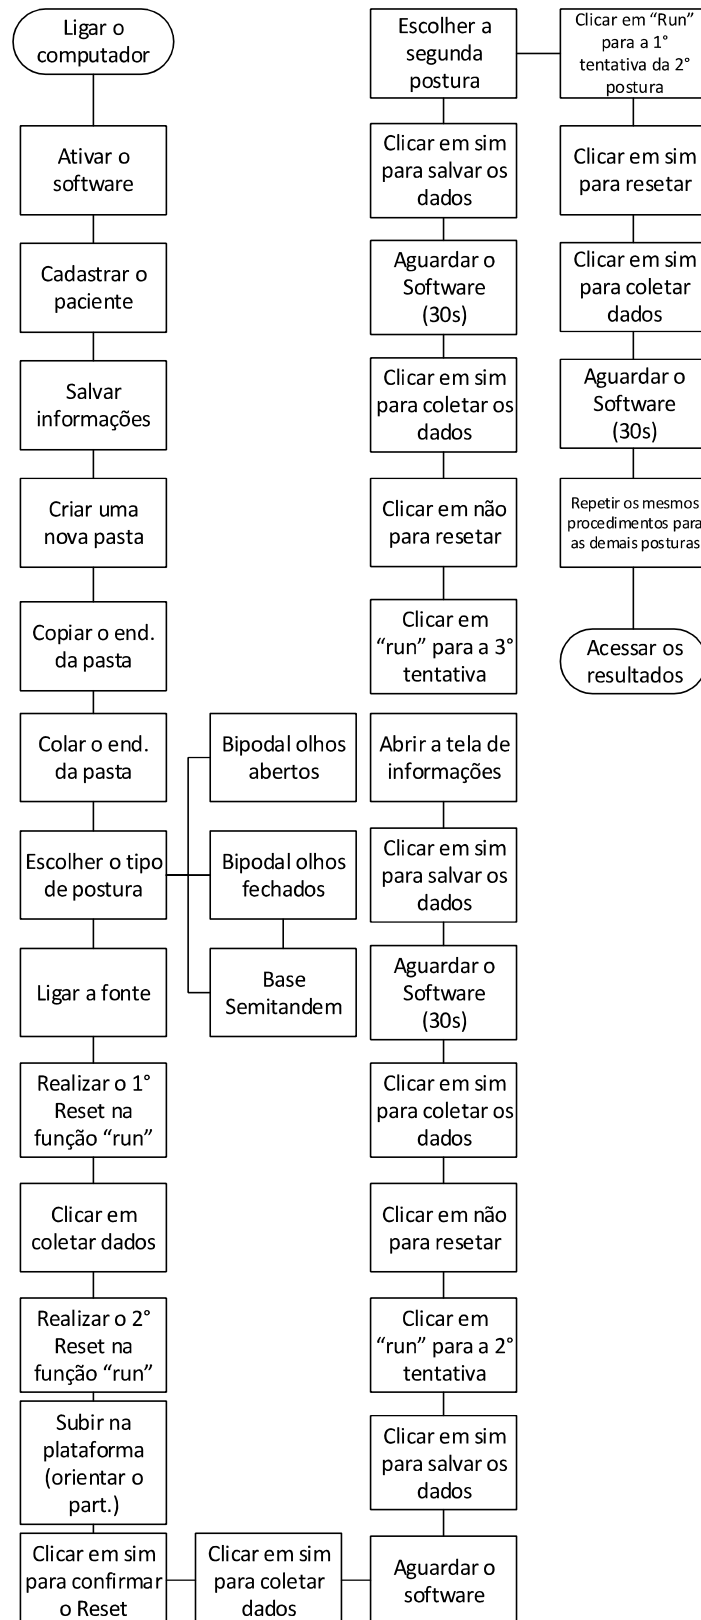 Ligar o
computador
Ativar o
software
Cadastrar o
paciente
Salvar
informações
Criar uma
nova pasta
Copiar o end.
da pasta
Colar o end.
da pasta
Escolher o tipo
de postura
Bipodal olhos
abertos
Bipodal olhos
fechados
Base
Semitandem
Ligar a fonte
Realizar o 1°
Reset na
função “run”
Clicar em
coletar dados
Realizar o 2°
Reset na
função “run”
Subir na
plataforma
(orientar o
part.)
Clicar em sim
para confirmar
o Reset
Clicar em sim
para coletar
dados
Aguardar o
software
Clicar em sim
para salvar os
dados
Clicar em
“run” para a 2°
tentativa
Clicar em não
para resetar
Clicar em sim
para coletar os
dados
Aguardar o
Software
(30s)
Clicar em sim
para salvar os
dados
Abrir a tela de
informações
Clicar em
“run” para a 3°
tentativa
Clicar em não
para resetar
Clicar em sim
para coletar os
dados
Aguardar o
Software
(30s)
Clicar em sim
para salvar os
dados
Escolher a
segunda
postura
Clicar em “Run”
para a 1°
tentativa da 2°
postura
Clicar em sim
para resetar
Clicar em sim
para coletar
dados
Aguardar o
Software
(30s)
Repetir os mesmos
procedimentos para
as demais posturas
Acessar os
resultados